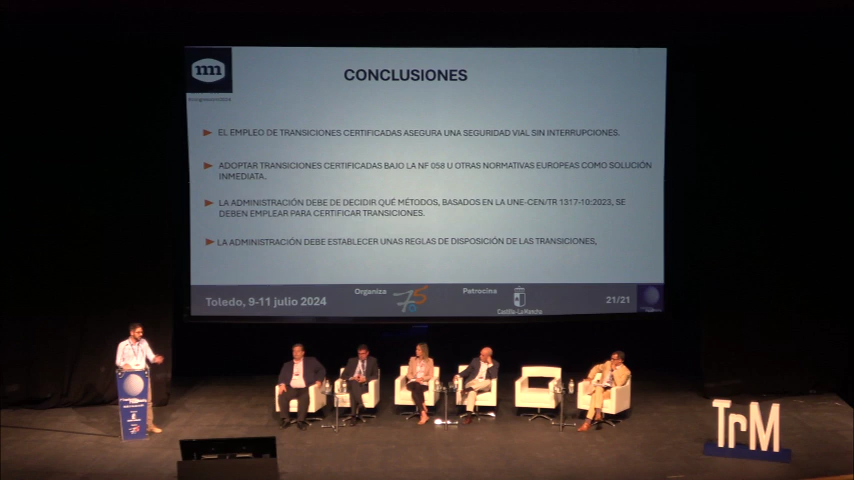 CONCLUSIONES
EL EMPLEO DE TRANSICIONES CERTIFICADAS ASEGURA UNA SEGURIDAD VIAL SIN INTERRUPCIONES.
ADOPTAR TRANSICIONES CERTIFICADAS BAJO LA NF 058 U OTRAS NORMATIVAS EUROPEAS COMO SOLUCIÓN
INMEDIATA.
LA ADMINISTRACIÓN DEBE DE DECIDIR QUÉ MÉTODOS, BASADOS EN LA UNE-CEN/TR 1317-10:2023, SE
DEBEN EMPLEAR PARA CERTIFICAR TRANSICIONES.
LA ADMINISTRACIÓN DEBE ESTABLECER UNAS REGLAS DE DISPOSICIÓN DE LAS TRANSICIONES,
Toledo, 9-11 julio 2024
Organiza
75
Patrocina
Castilla-La Mancha
21/21
TrM